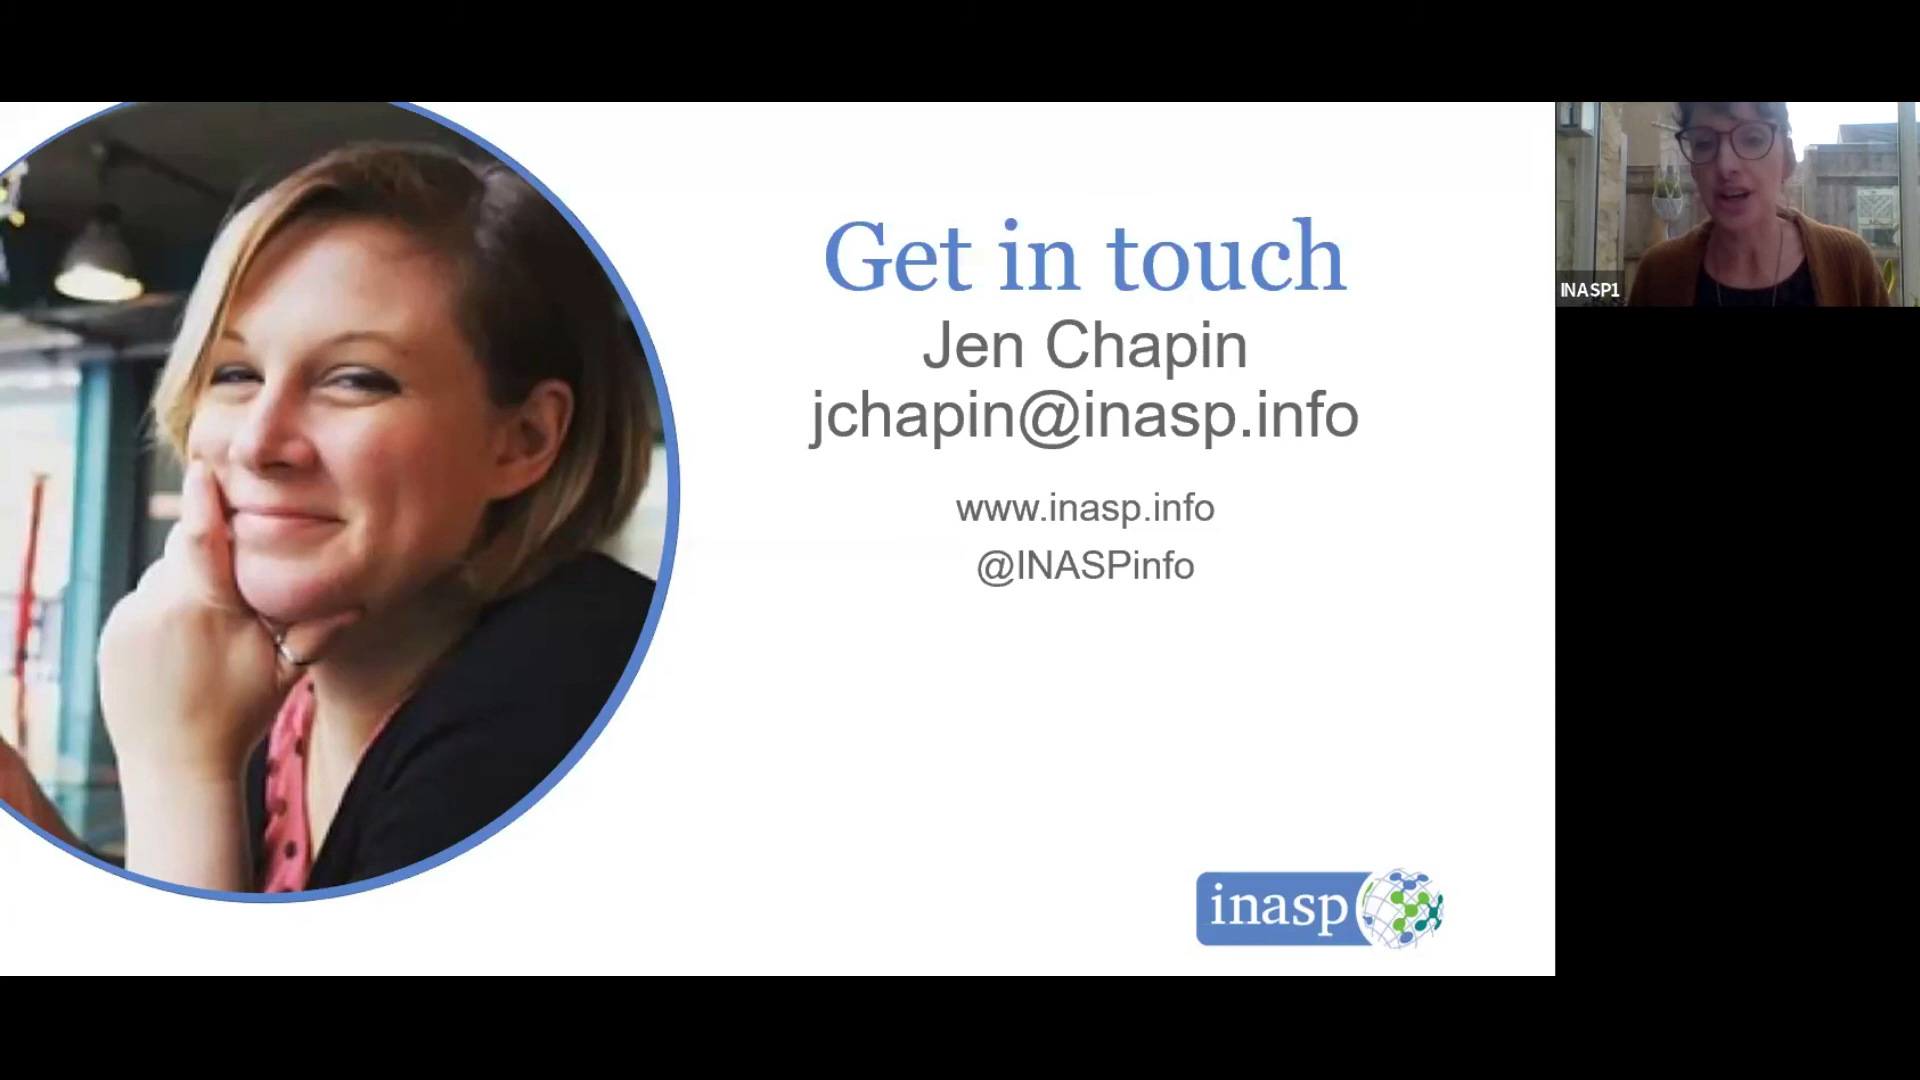 Get in touch
Jen Chapin
jchapin@inasp.info
www.inasp.info
@INASPinfo
inasp
INASP1